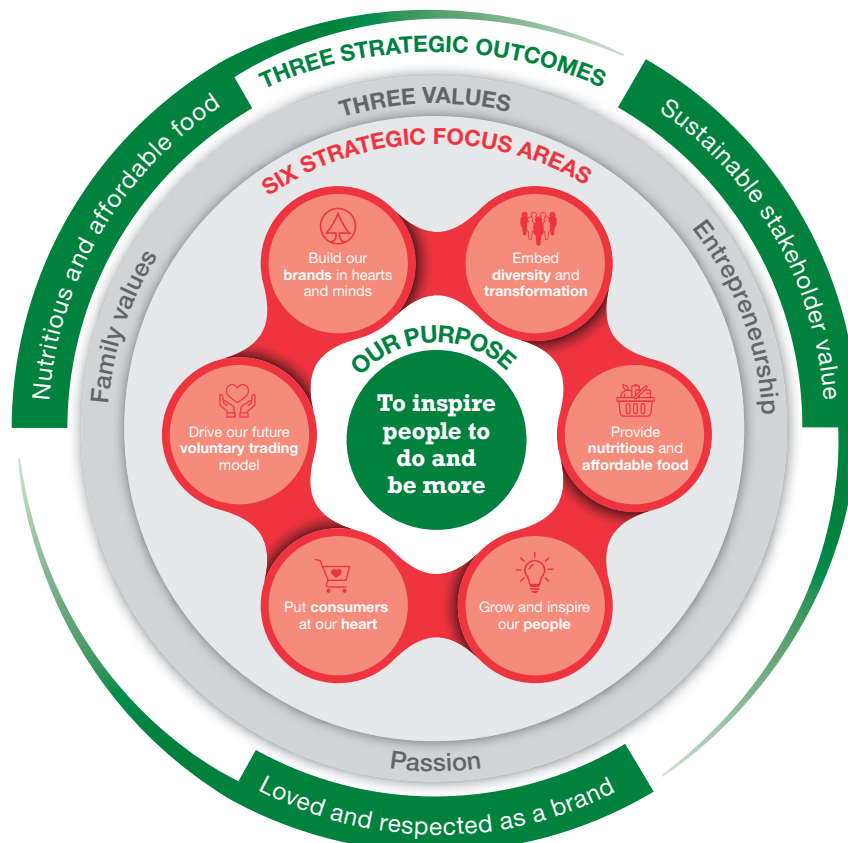 THREE STRATEGIC OUTCOMES
Nutritious and affordable food
Sustainable stakeholder value
Loved and respected as a brand
THREE VALUES
Family values
Entrepreneurship
Passion
SIX STRATEGIC FOCUS AREAS
Build our
brands in hearts
and minds
Embed
diversity and
transformation
Drive our future
voluntary trading
model
Provide
nutritious and
affordable food
Put consumers
at our heart
Grow and inspire
our people
OUR PURPOSE
To inspire
people to
do and
be more